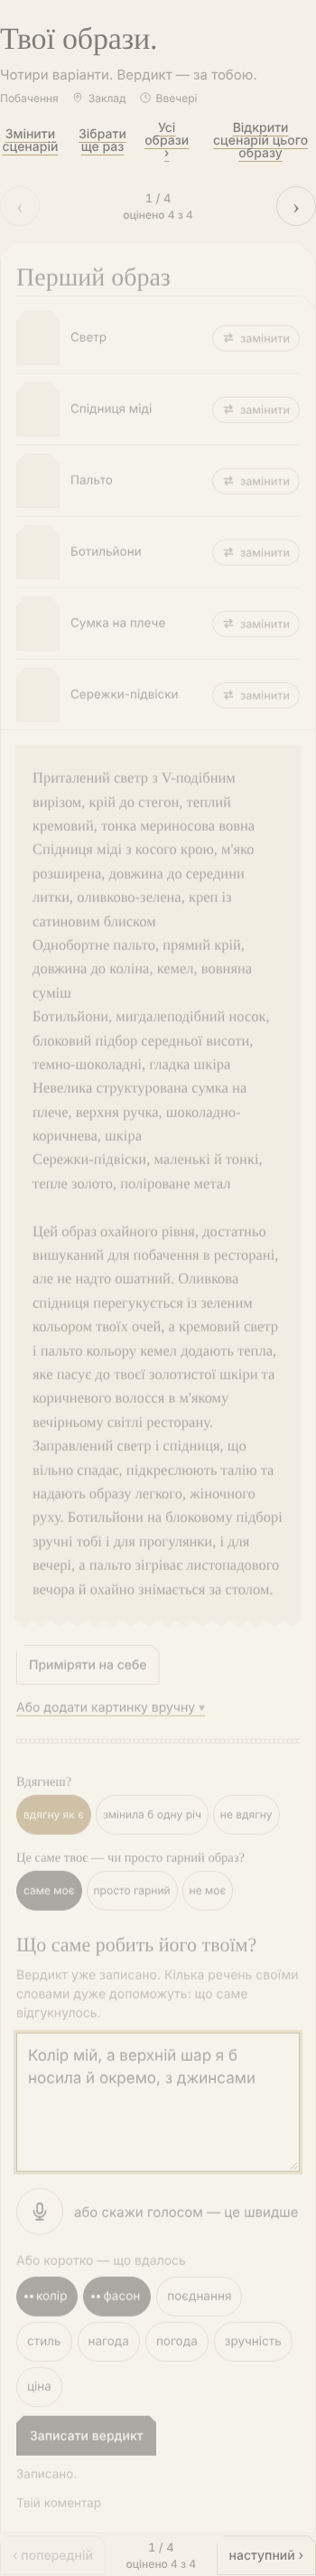 Твої образи.
Чотири варіанти. Вердикт — за тобою.
Побачення Заклад Ввечері
Змінити сценарій
Зібрати ще раз
Усі образи ›
Відкрити сценарій цього образу
‹
1 / 4
оцінено 4 з 4
›
Перший образ
Светр ⇄ замінити
Спідниця міді ⇄ замінити
Пальто ⇄ замінити
Ботильйони ⇄ замінити
Сумка на плече ⇄ замінити
Сережки-підвіски ⇄ замінити
Приталений светр з V-подібним
вирізом, крій до стегон, теплий
кремовий, тонка мериносова вовна
Спідниця міді з косого крою, м'яко
розширена, довжина до середини
литки, оливково-зелена, креп із
сатиновим блиском
Однобортне пальто, прямий крій,
довжина до коліна, кемел, вовняна
суміш
Ботильйони, мигдалеподібний носок,
блоковий підбор середньої висоти,
темно-шоколадні, гладка шкіра
Невелика структурована сумка на
плече, верхня ручка, шоколадно-
коричнева, шкіра
Сережки-підвіски, маленькі й тонкі,
тепле золото, поліроване метал
Цей образ охайного рівня, достатньо
вишуканий для побачення в ресторані,
але не надто ошатний. Оливкова
спідниця перегукується із зеленим
кольором твоїх очей, а кремовий светр
і пальто кольору кемел додають тепла,
яке пасує до твоєї золотистої шкіри та
коричневого волосся в м'якому
вечірньому світлі ресторану.
Заправлений светр і спідниця, що
вільно спадає, підкреслюють талію та
надають образу легкого, жіночного
руху. Ботильйони на блоковому підборі
зручні тобі і для прогулянки, і для
вечері, а пальто зігріває листопадового
вечора й охайно знімається за столом.
Приміряти на себе
Або додати картинку вручну ▾
Вдягнеш?
вдягну як є змінила б одну річ не вдягну
Це саме твоє — чи просто гарний образ?
саме моє просто гарний не моє
Що саме робить його твоїм?
Вердикт уже записано. Кілька речень своїми
словами дуже допоможуть: що саме
відгукнулось.
Колір мій, а верхній шар я б
носила й окремо, з джинсами
або скажи голосом — це швидше
Або коротко — що вдалось
•• колір •• фасон поєднання
стиль нагода погода зручність
ціна
Записати вердикт
Записано.
Твій коментар
‹ попередній
1 / 4
оцінено 4 з 4
наступний ›